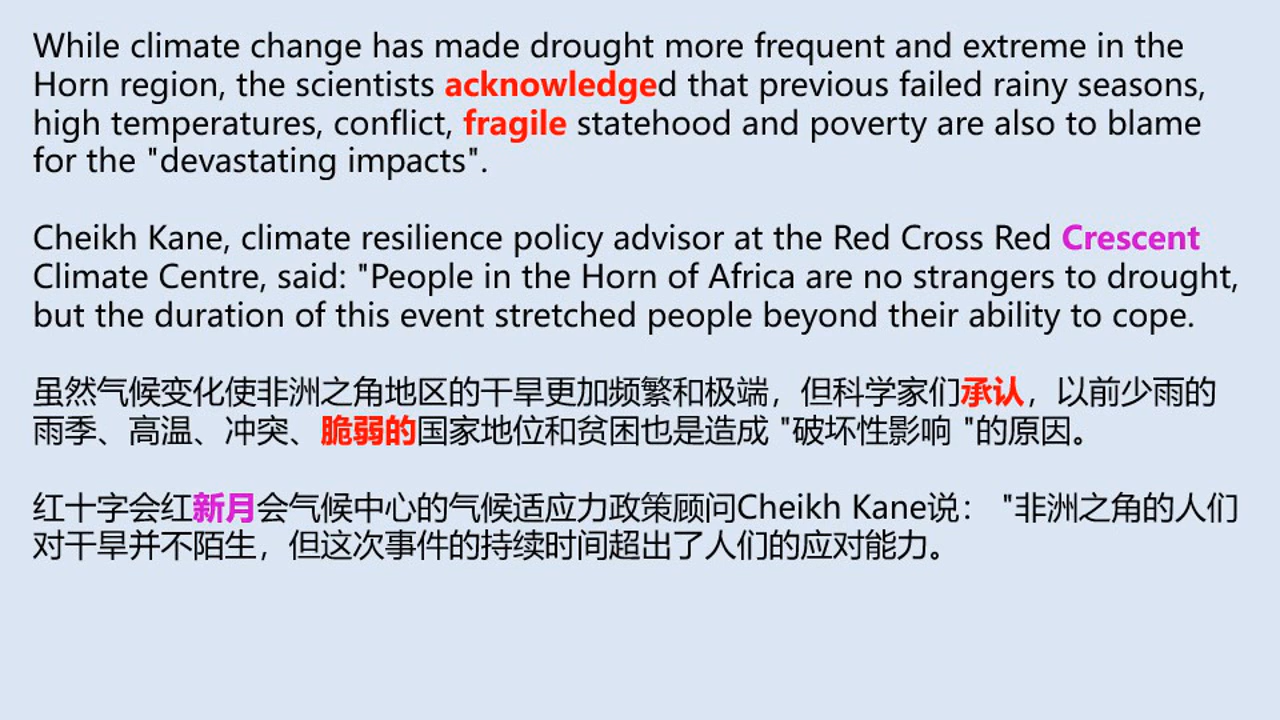 While climate change has made drought more frequent and extreme in the
Horn region, the scientists acknowledged that previous failed rainy seasons,
high temperatures, conflict, fragile statehood and poverty are also to blame
for the "devastating impacts".
Cheikh Kane, climate resilience policy advisor at the Red Cross Red Crescent
Climate Centre, said: "People in the Horn of Africa are no strangers to drought,
but the duration of this event stretched people beyond their ability to cope.
虽然气候变化使非洲之角地区的干旱更加频繁和极端，但科学家们承认，以前少雨的
雨季、高温、冲突、脆弱的国家地位和贫困也是造成 "破坏性影响 "的原因。
红十字会红新月会气候中心的气候适应力政策顾问Cheikh Kane说： "非洲之角的人们
对干旱并不陌生，但这次事件的持续时间超出了人们的应对能力。